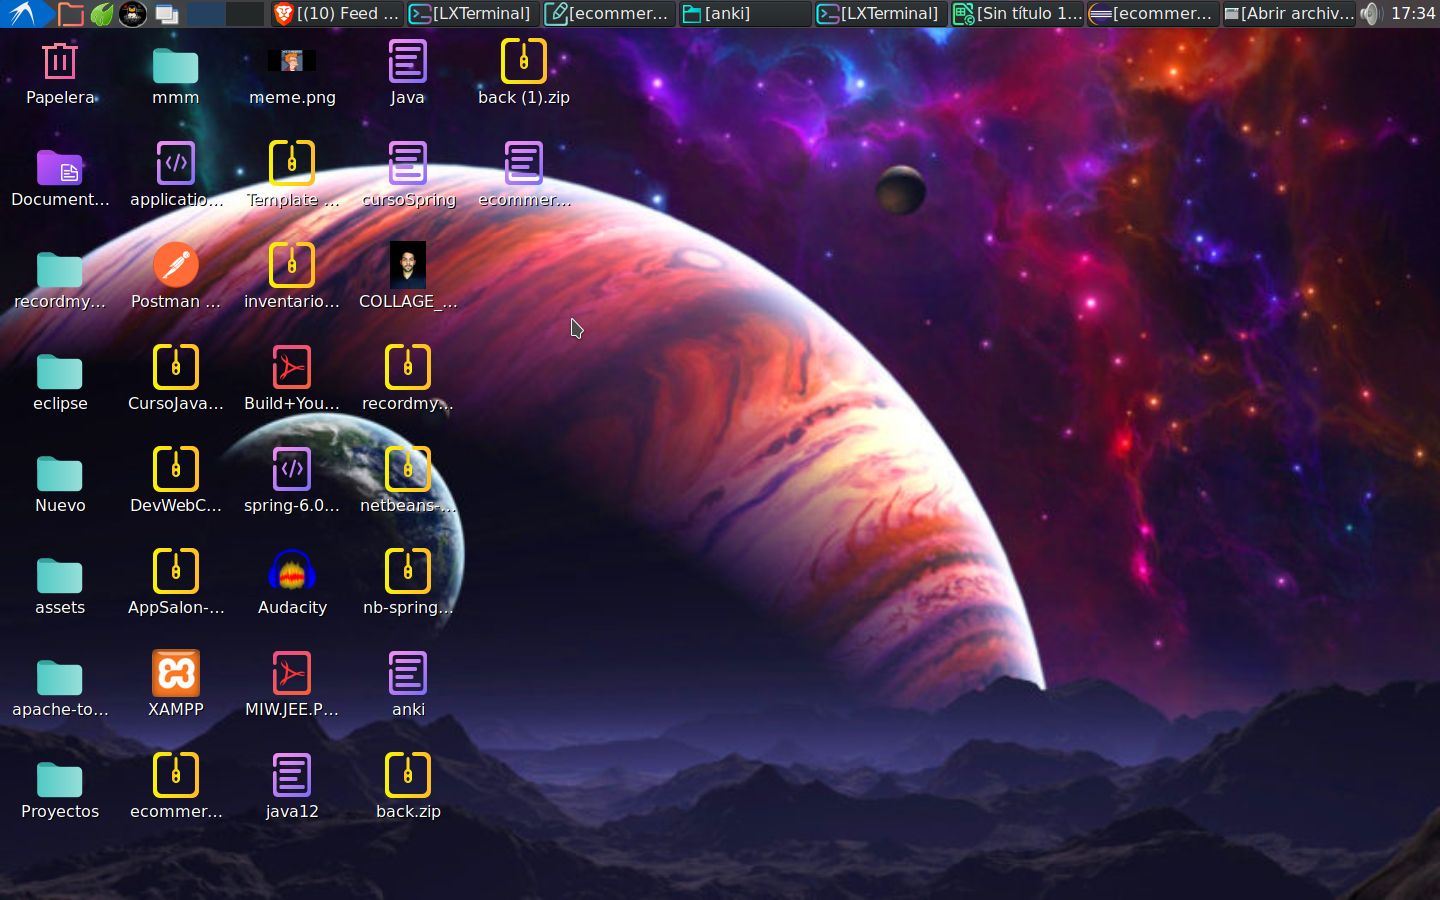 [(10) Feed ...
[LXTerminal]
[ecommer...
[anki]
[LXTerminal]
[Sin título 1...
[ecommer...
[Abrir archiv...
17:34
Papelera
mmm
meme.png
Java
back (1).zip
Document...
applicatio...
Template ...
cursoSpring
ecommer...
recordmy...
Postman ...
inventario...
COLLAGE_...
eclipse
CursoJava...
Build+You...
recordmy...
Nuevo
DevWebC...
spring-6.0...
netbeans-...
assets
AppSalon-...
Audacity
nb-spring...
apache-to...
XAMPP
MIW.JEE.P...
anki
Proyectos
ecommer...
java12
back.zip